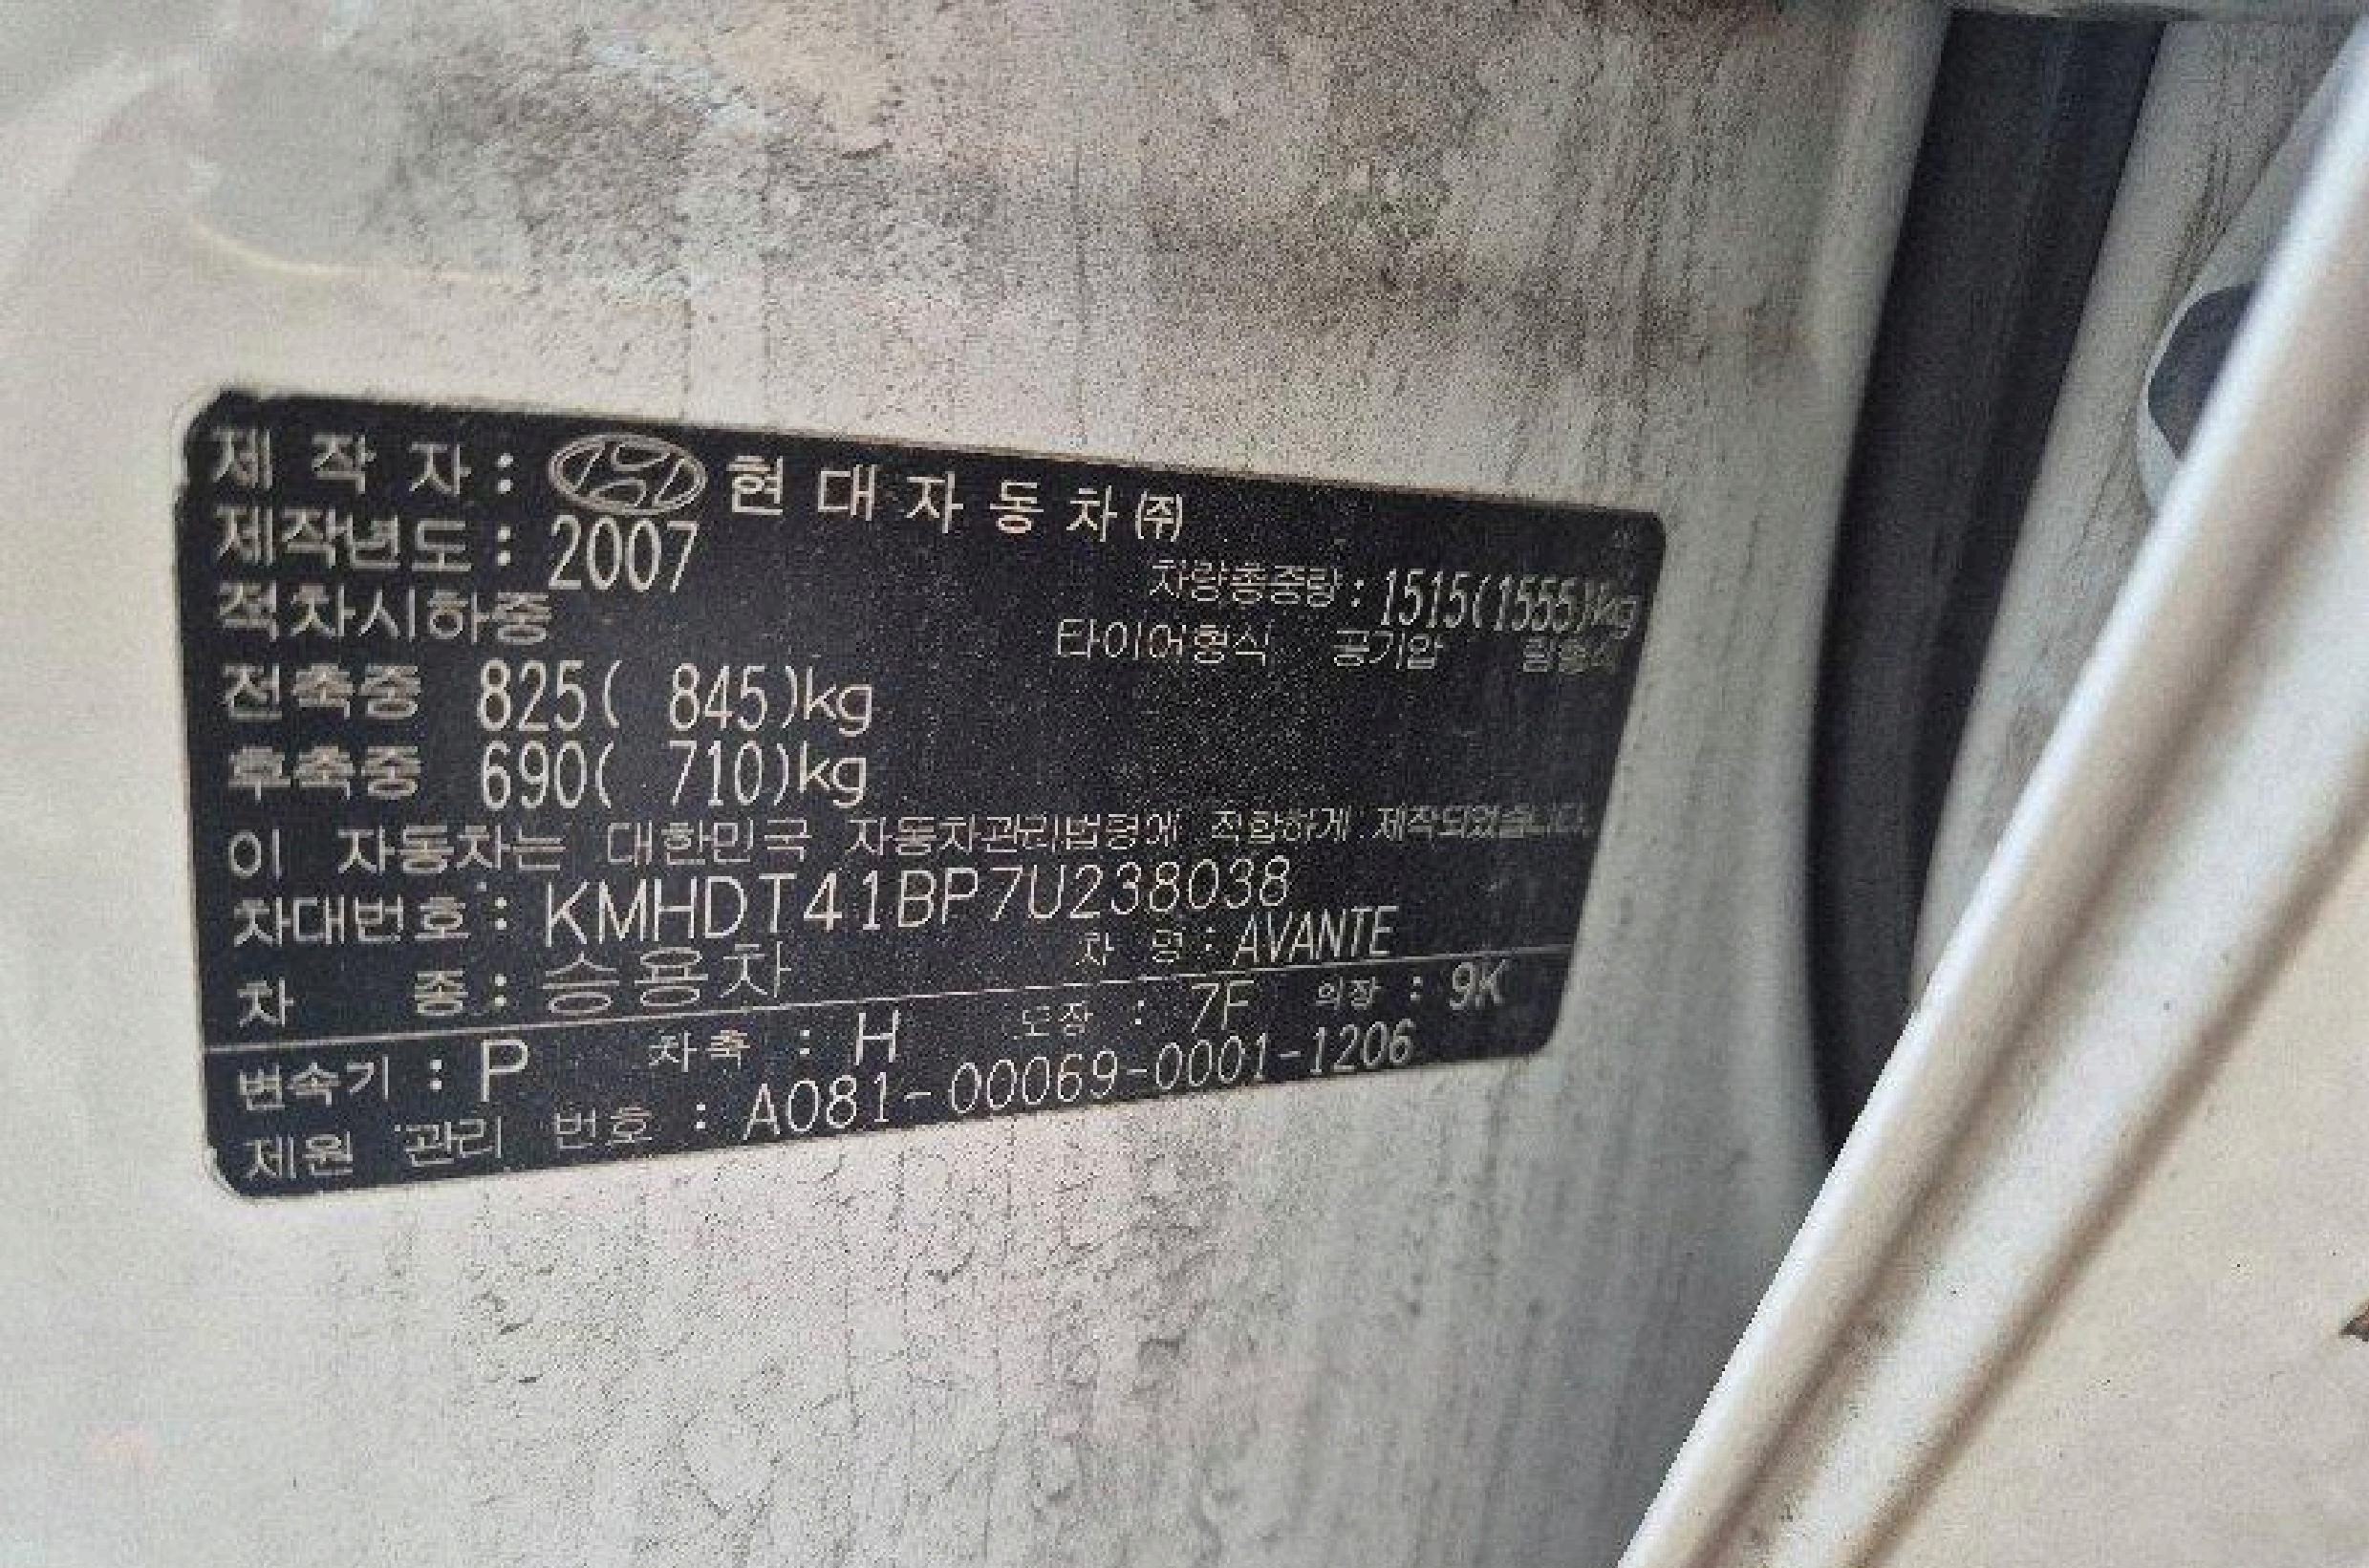 제 작 자 : 현 대 자 동 차 ㈜
제작년도 : 2007
차량총중량 : 1515(1555)kg
적차시하중
타이어형식 공기압
전축중 825( 845)kg
후축중 690( 710)kg
이 자동차는 대한민국 자동차관리법령에 적합하게 제작되었습니다.
차대번호 : KMHDT41BP7U238038
차 종 : 승용차 차 명 : AVANTE
변속기 : P 차축 : H 도장 : 7F 의장 : 9K
제원 관리 번호 : A081-00069-0001-1206